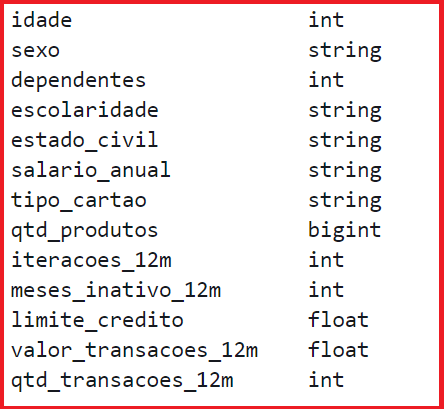 idade int
sexo string
dependentes int
escolaridade string
estado_civil string
salario_anual string
tipo_cartao string
qtd_produtos bigint
iteracoes_12m int
meses_inativo_12m int
limite_credito float
valor_transacoes_12m float
qtd_transacoes_12m int